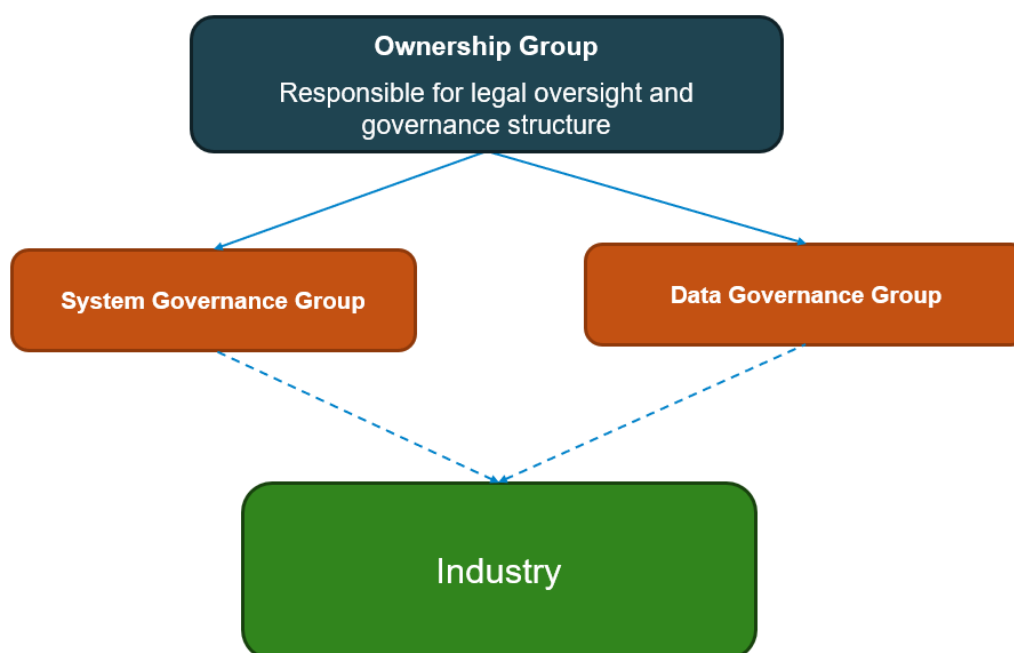 Ownership Group
Responsible for legal oversight and
governance structure
System Governance Group
Data Governance Group
Industry